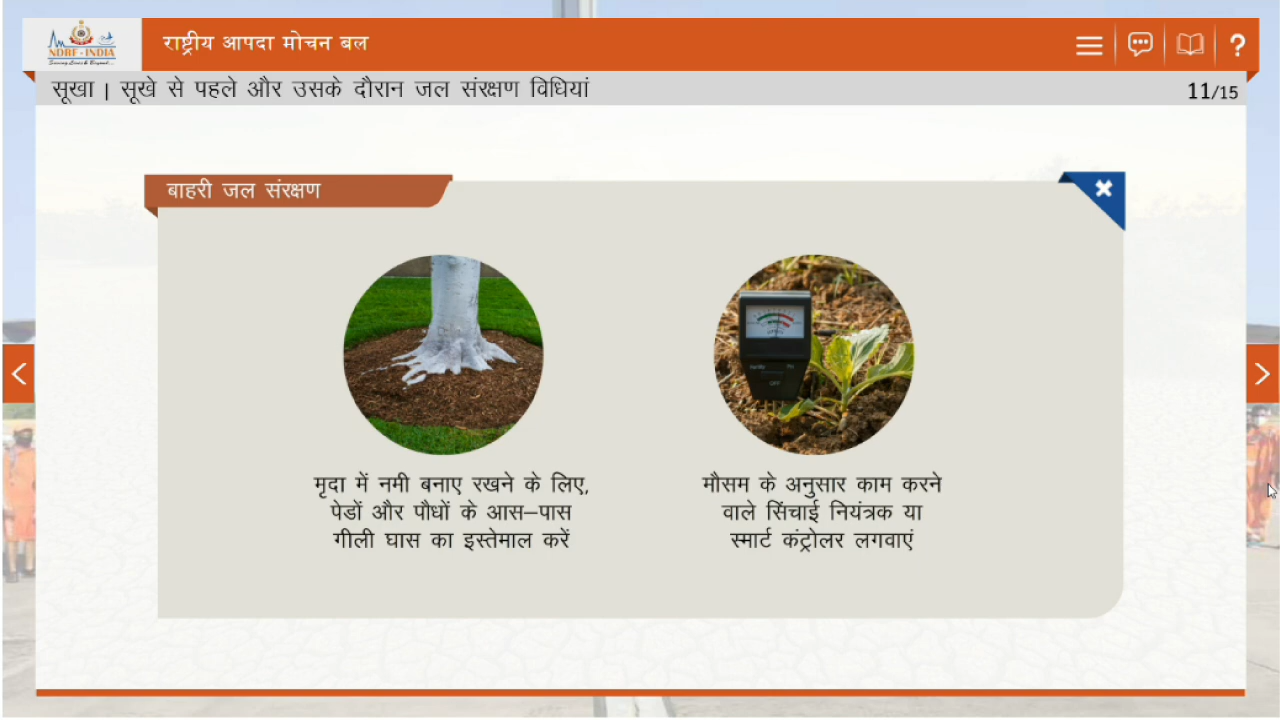 NDRF - INDIA
राष्ट्रीय आपदा मोचन बल
सूखा | सूखे से पहले और उसके दौरान जल संरक्षण विधियां
11/15
बाहरी जल संरक्षण
मृदा में नमी बनाए रखने के लिए,
पेडों और पौधों के आस–पास
गीली घास का इस्तेमाल करें
मौसम के अनुसार काम करने
वाले सिंचाई नियंत्रक या
स्मार्ट कंट्रोलर लगवाएं